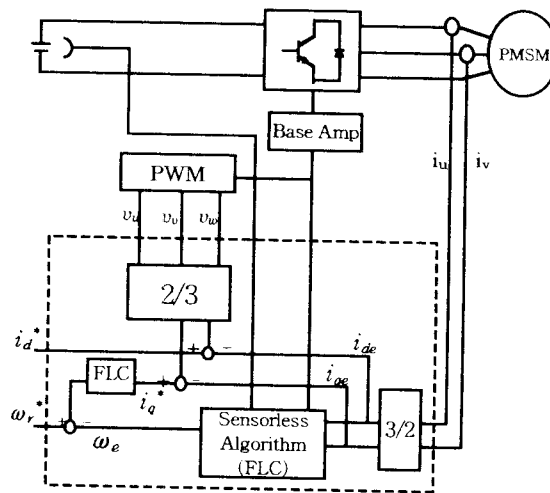 PMSM
Base Amp
i_u i_v
PWM
v_u v_v v_w
2/3
i_d^* + − i_de
FLC i_q^* + − i_qe
ω_r^* + − ω_e
Sensorless
Algorithm
(FLC)
3/2